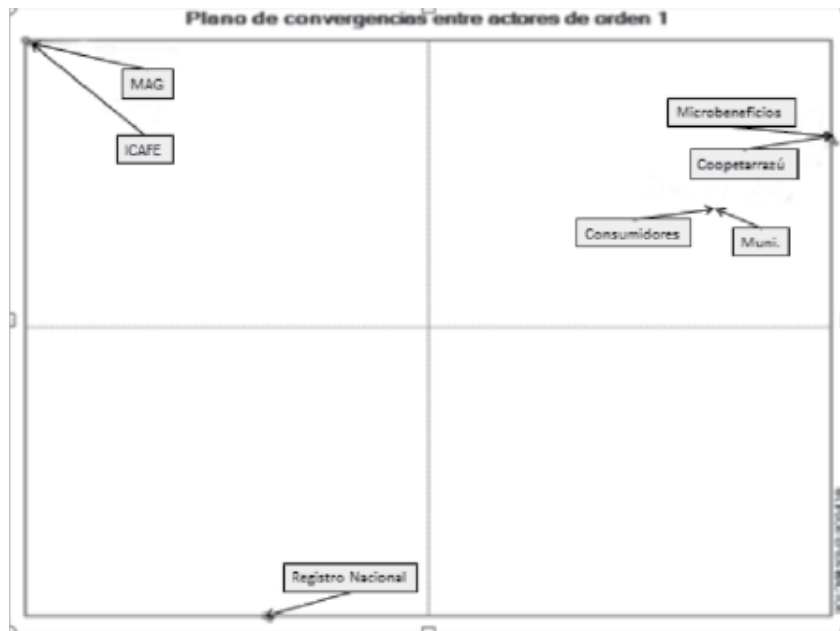 Plano de convergencias entre actores de orden 1
MAG
ICAFE
Microbeneficios
Coopetarrazú
Consumidores
Muni.
Registro Nacional